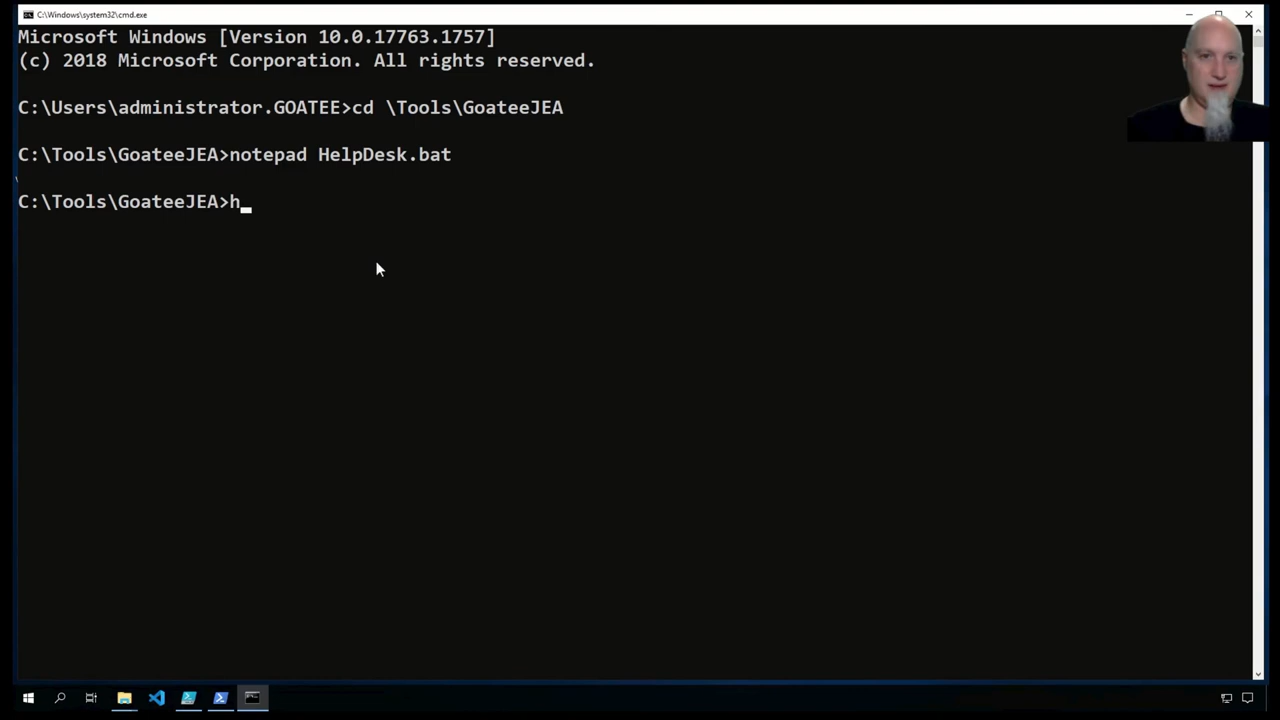 C:\Windows\system32\cmd.exe
Microsoft Windows [Version 10.0.17763.1757]
(c) 2018 Microsoft Corporation. All rights reserved.
C:\Users\administrator.GOATEE>cd \Tools\GoateeJEA
C:\Tools\GoateeJEA>notepad HelpDesk.bat
C:\Tools\GoateeJEA>h_